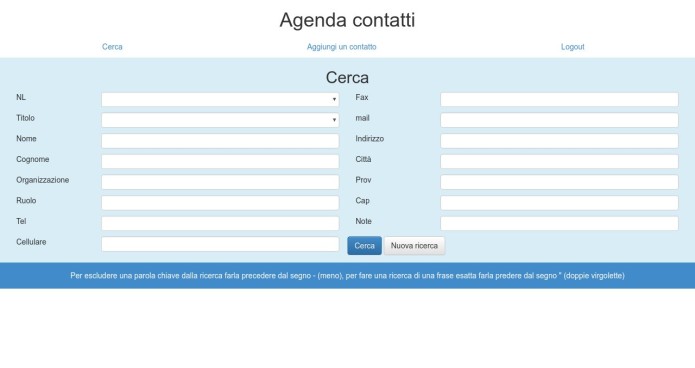 Agenda contatti
Cerca Aggiungi un contatto Logout
Cerca
NL Fax
Titolo mail
Nome Indirizzo
Cognome Città
Organizzazione Prov
Ruolo Cap
Tel Note
Cellulare Cerca Nuova ricerca
Per escludere una parola chiave dalla ricerca farla precedere dal segno - (meno), per fare una ricerca di una frase esatta farla predere dal segno " (doppie virgolette)